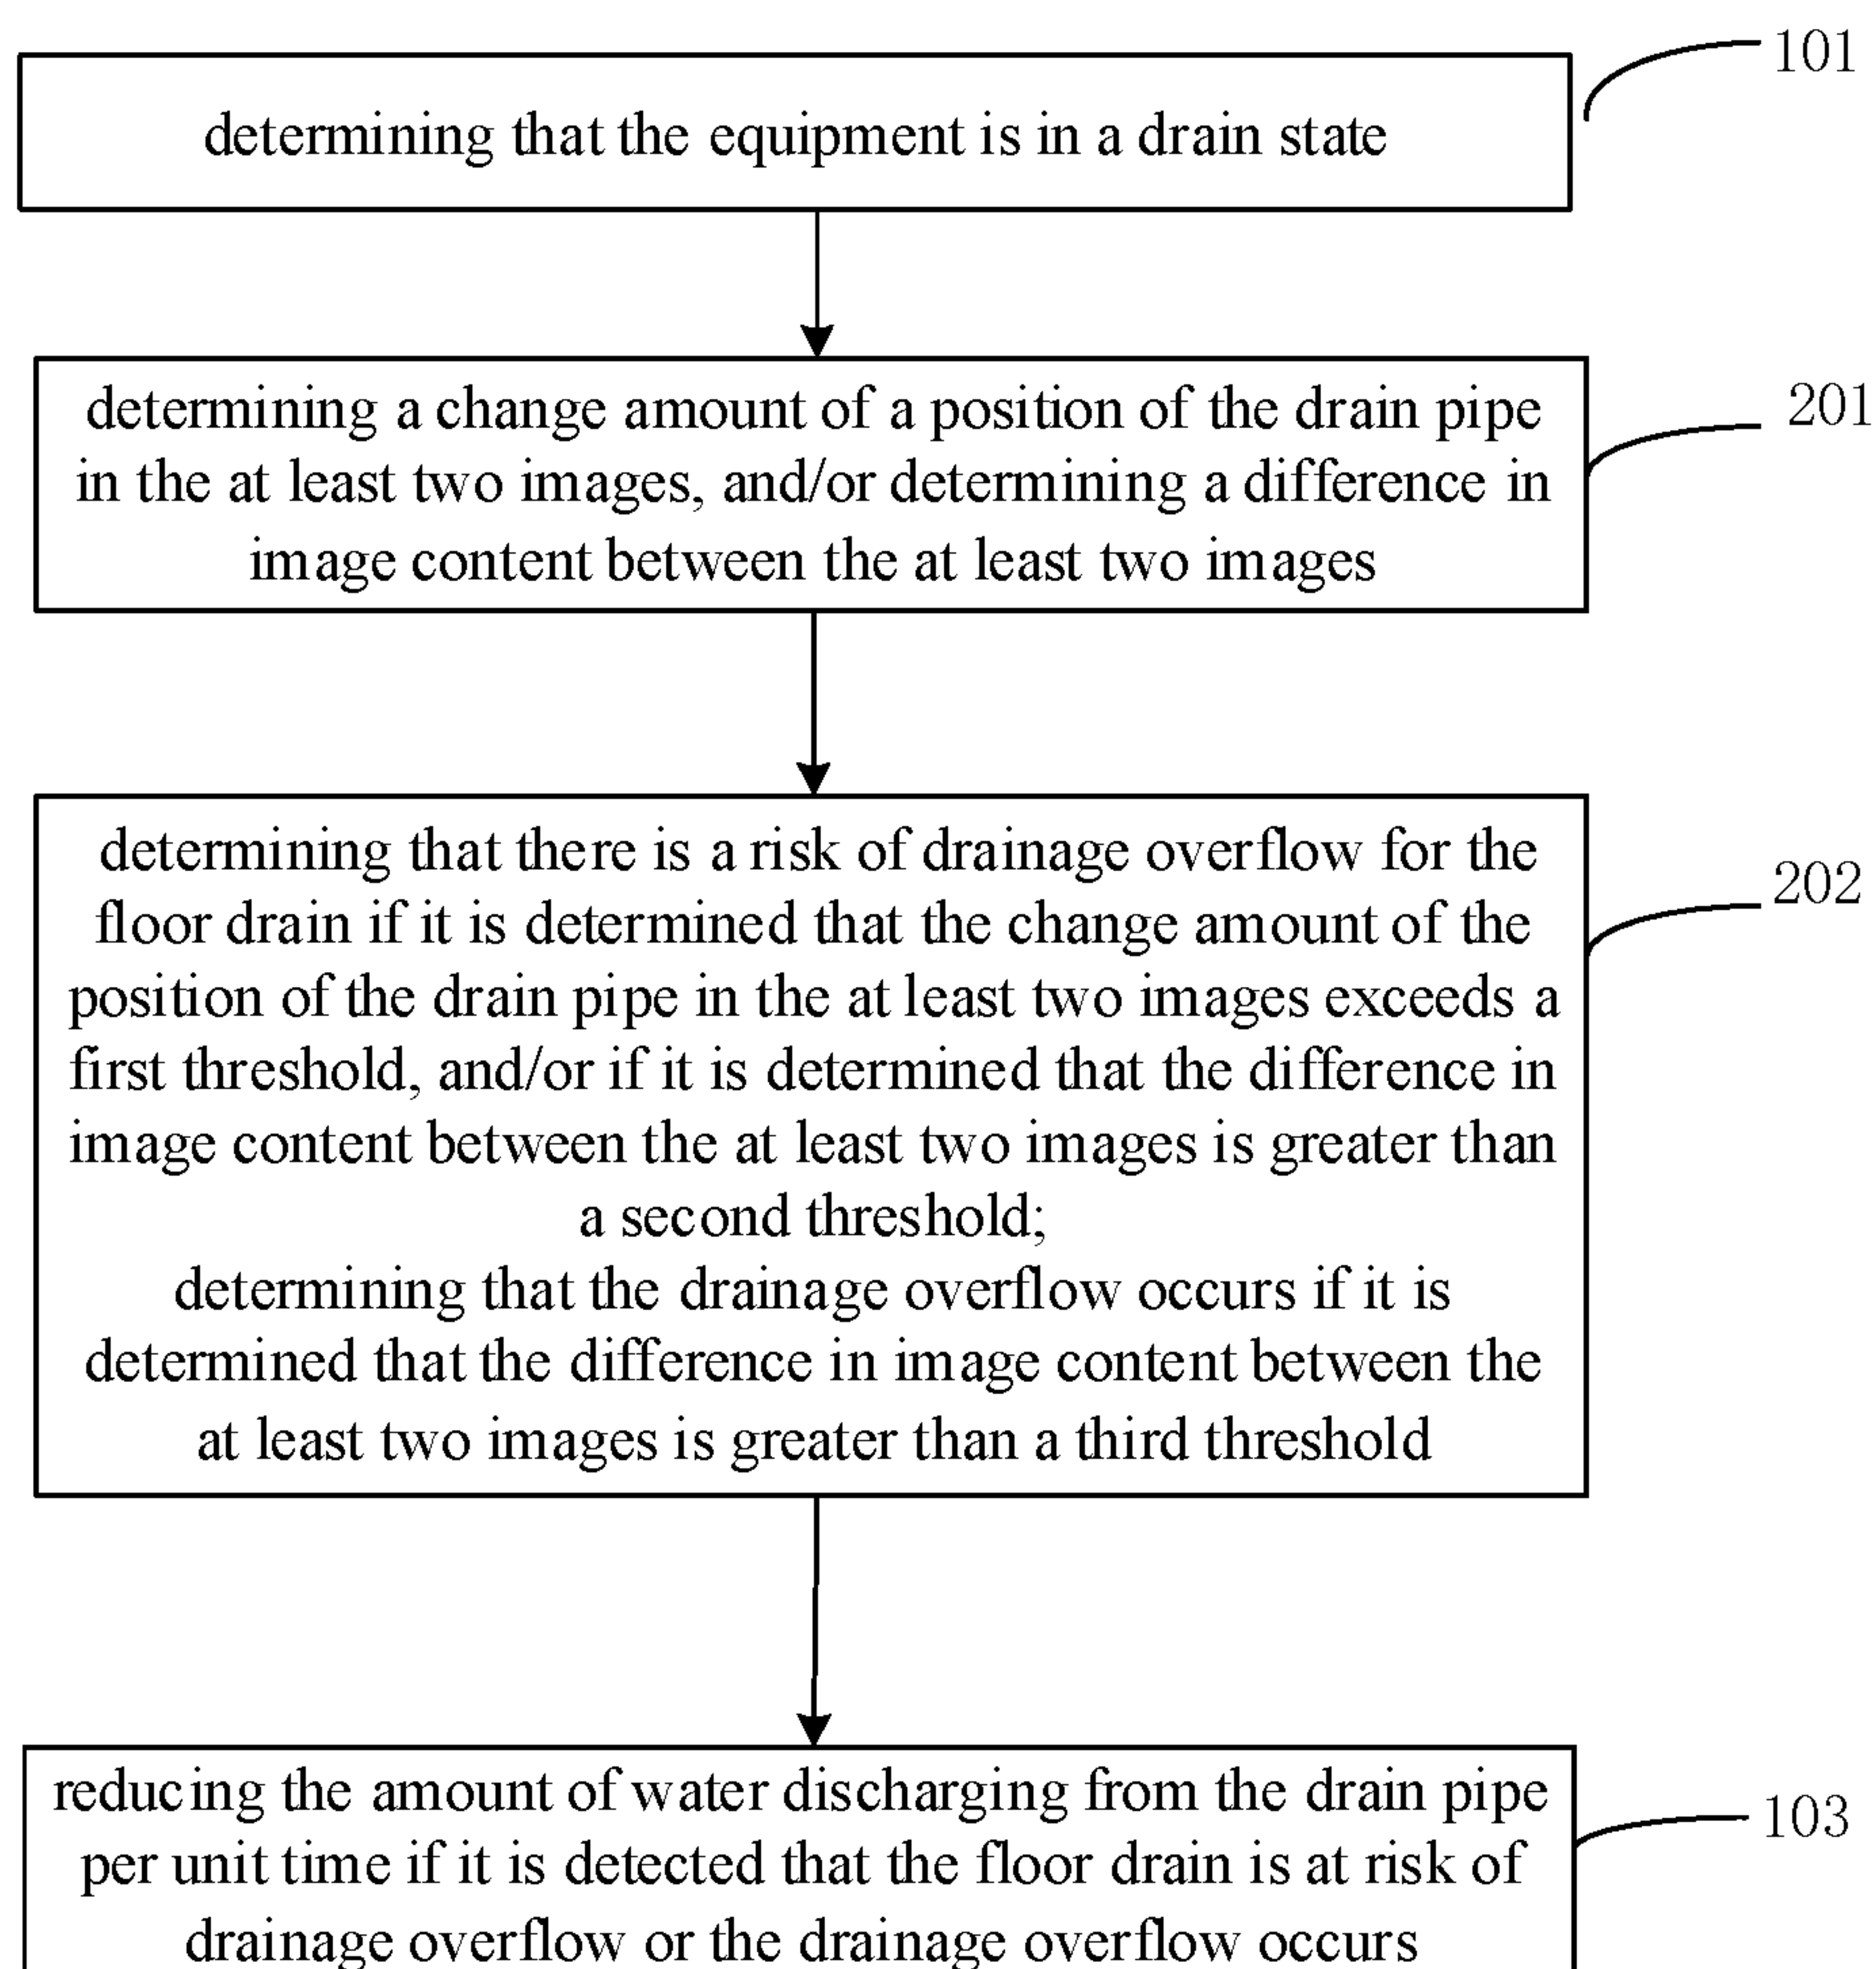 101
determining that the equipment is in a drain state
201
determining a change amount of a position of the drain pipe
in the at least two images, and/or determining a difference in
image content between the at least two images
202
determining that there is a risk of drainage overflow for the
floor drain if it is determined that the change amount of the
position of the drain pipe in the at least two images exceeds a
first threshold, and/or if it is determined that the difference in
image content between the at least two images is greater than
a second threshold;
determining that the drainage overflow occurs if it is
determined that the difference in image content between the
at least two images is greater than a third threshold
103
reducing the amount of water discharging from the drain pipe
per unit time if it is detected that the floor drain is at risk of
drainage overflow or the drainage overflow occurs